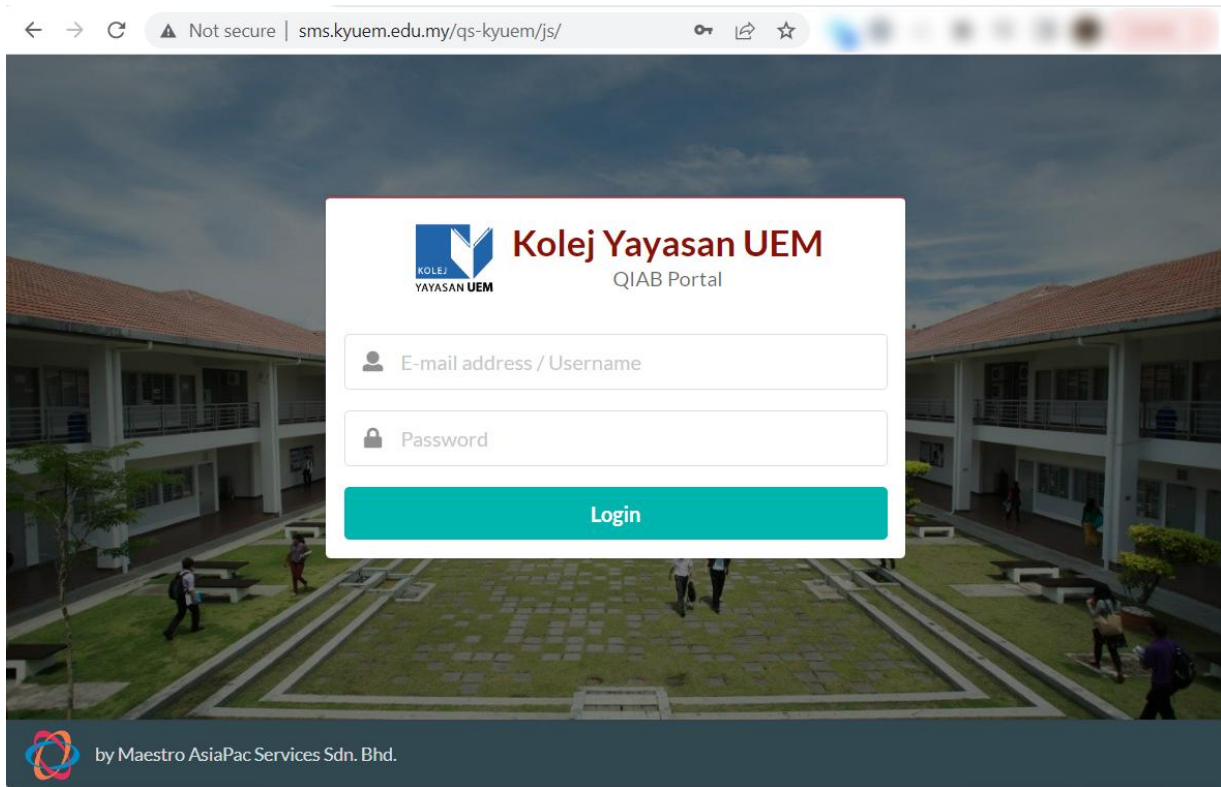 Not secure | sms.kyuem.edu.my/qs-kyuem/js/
KOLEJ
YAYASAN UEM
Kolej Yayasan UEM
QIAB Portal
E-mail address / Username
Password
Login
by Maestro AsiaPac Services Sdn. Bhd.